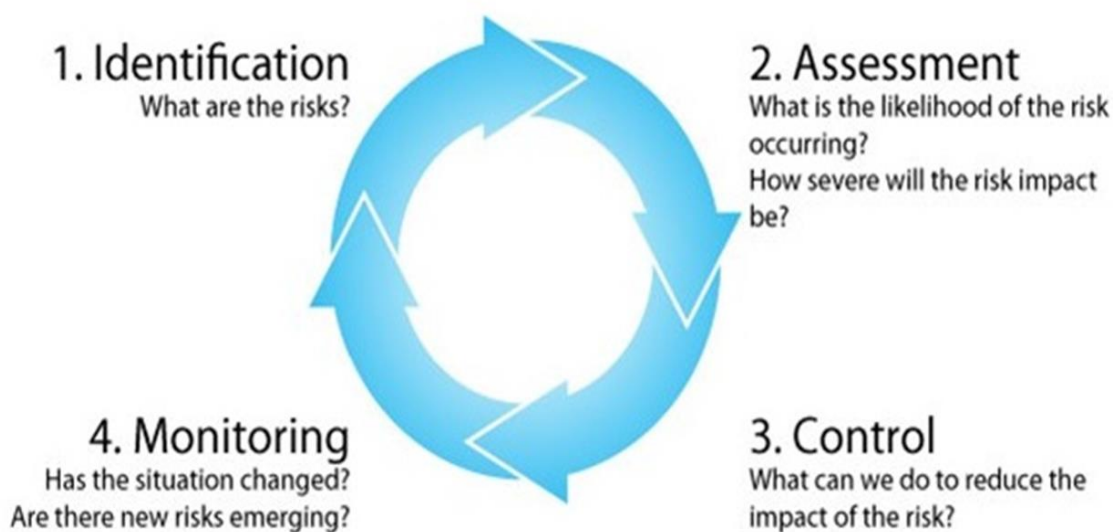 1. Identification
What are the risks?
2. Assessment
What is the likelihood of the risk
occurring?
How severe will the risk impact
be?
3. Control
What can we do to reduce the
impact of the risk?
4. Monitoring
Has the situation changed?
Are there new risks emerging?